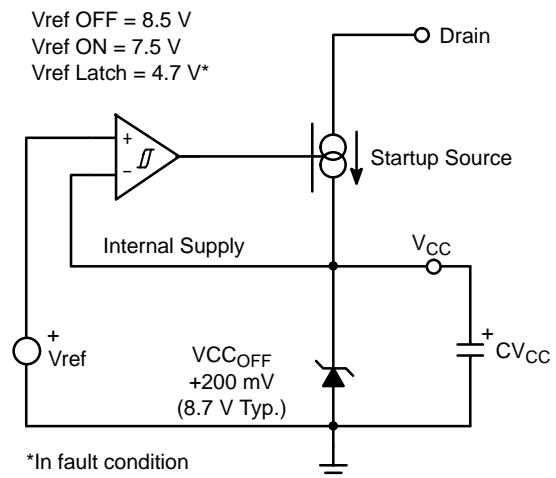 Vref OFF = 8.5 V
Vref ON = 7.5 V
Vref Latch = 4.7 V*
Drain
+
−
Startup Source
Internal Supply
VCC
+
Vref
VCCOFF
+200 mV
(8.7 V Typ.)
+
CVCC
*In fault condition